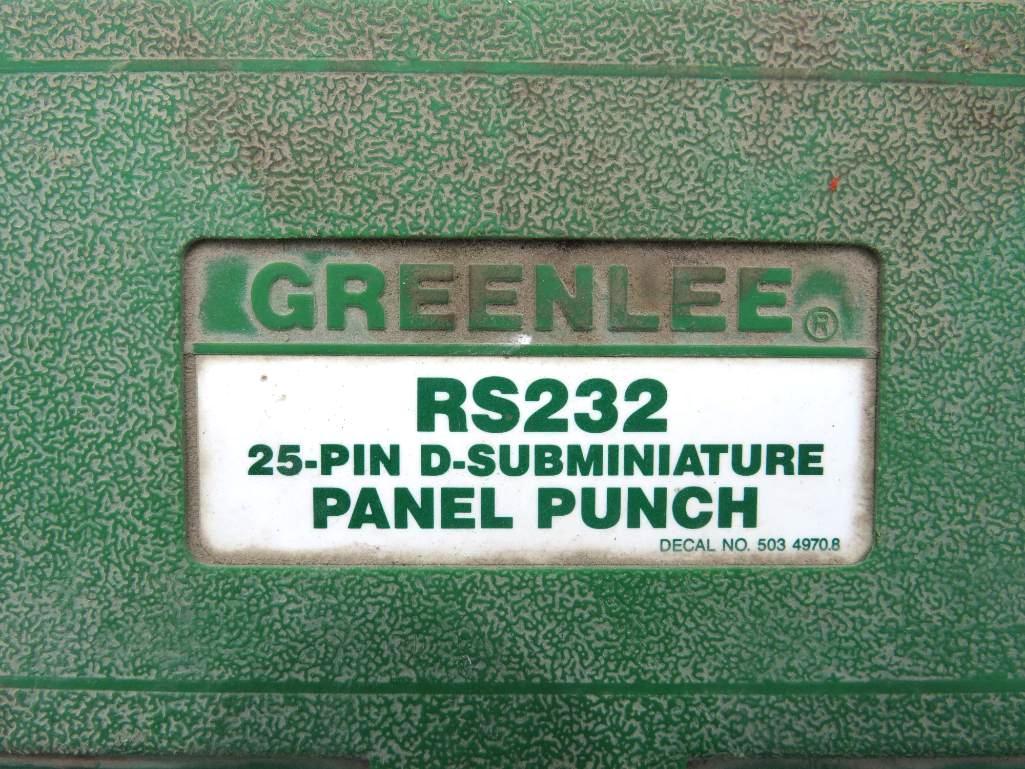 GREENLEE®
RS232
25-PIN D-SUBMINIATURE
PANEL PUNCH
DECAL NO. 503 4970.8